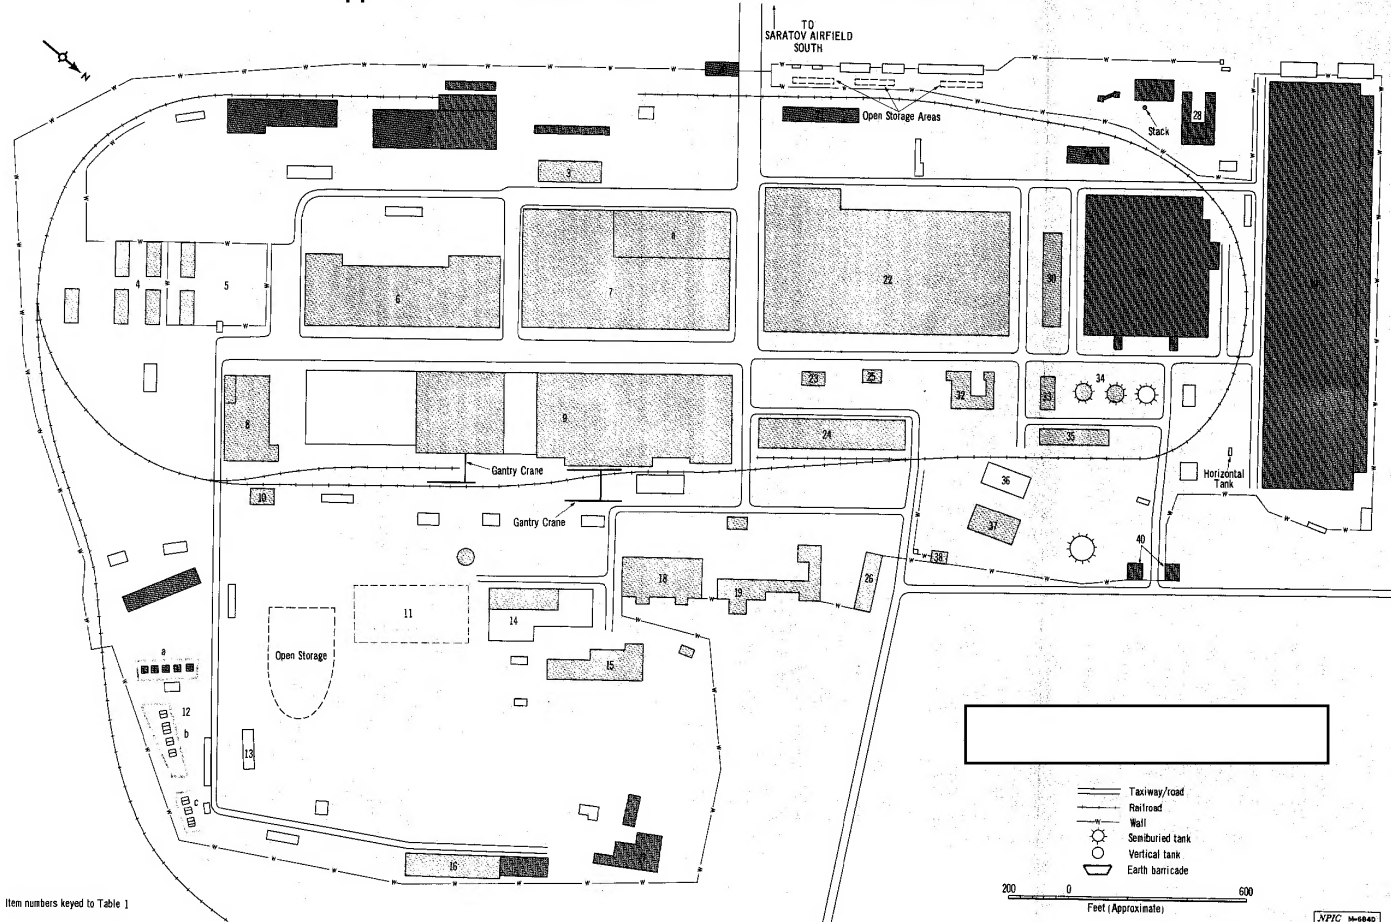 TO
SARATOV AIRFIELD
SOUTH
N
Open Storage Areas
Stack
28
3
8
4
5
6
7
22
30
34
23
25
32
33
8
9
24
35
Gantry Crane
36
Horizontal
Tank
10
Gantry Crane
37
40
38
18
26
19
11
14
15
Open Storage
a
12
b
13
c
16
Taxiway/road
Railroad
Wall
Semiburied tank
Vertical tank
Earth barricade
200 0 600
Feet (Approximate)
Item numbers keyed to Table 1
NPIC M-6840